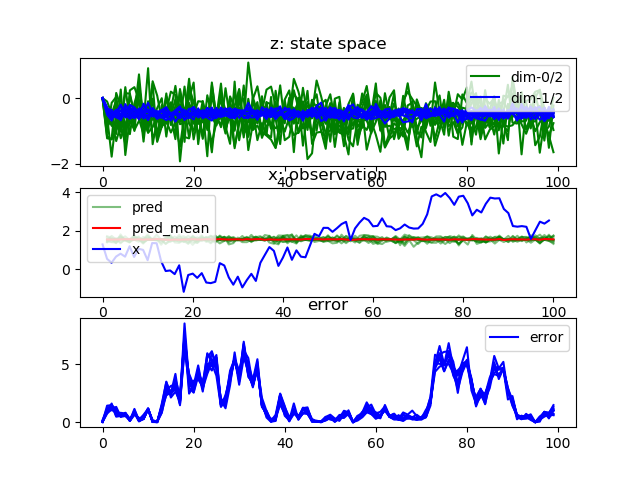 z: state space
0
−2
dim-0/2
dim-1/2
0 20 40 60 80 100
x: observation
4
2
0
pred
pred_mean
x
0 20 40 60 80 100
error
5
0
error
0 20 40 60 80 100